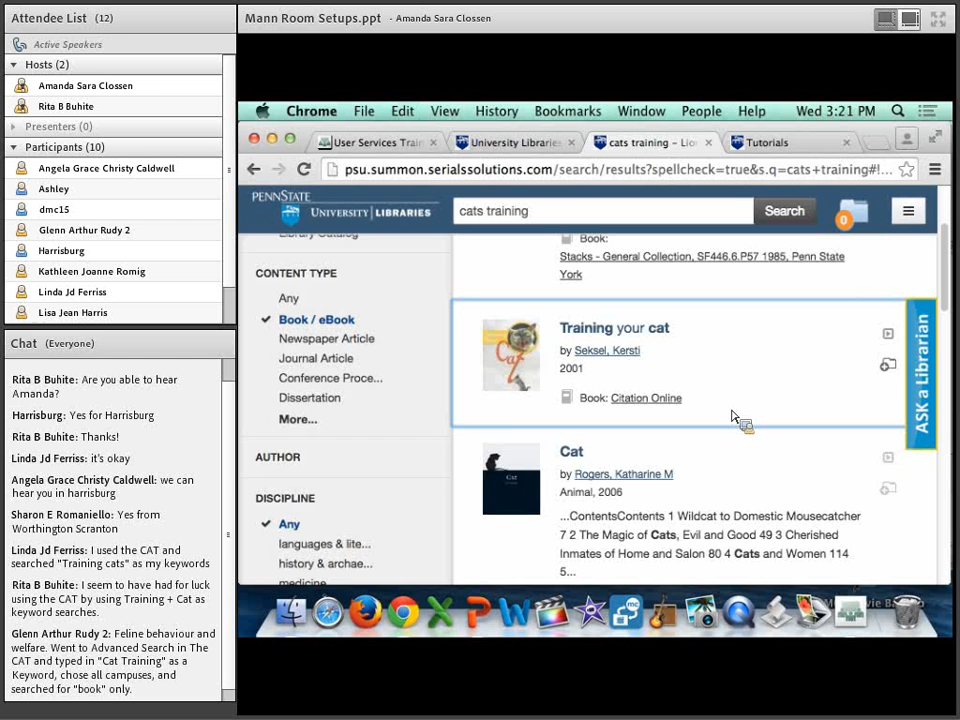 Attendee List (12)
Active Speakers
Hosts (2)
Amanda Sara Clossen
Rita B Buhite
Presenters (0)
Participants (10)
Angela Grace Christy Caldwell
Ashley
dmc15
Glenn Arthur Rudy 2
Harrisburg
Kathleen Joanne Romig
Linda Jd Ferriss
Lisa Jean Harris
Chat (Everyone)
Rita B Buhite: Are you able to hear
Amanda?
Harrisburg: Yes for Harrisburg
Rita B Buhite: Thanks!
Linda Jd Ferriss: it's okay
Angela Grace Christy Caldwell: we can
hear you in harrisburg
Sharon E Romaniello: Yes from
Worthington Scranton
Linda Jd Ferriss: I used the CAT and
searched "Training cats" as my keywords
Rita B Buhite: I seem to have had for luck
using the CAT by using Training + Cat as
keyword searches.
Glenn Arthur Rudy 2: Feline behaviour and
welfare. Went to Advanced Search in The
CAT and typed in "Cat Training" as a
Keyword, chose all campuses, and
searched for "book" only.
Mann Room Setups.ppt - Amanda Sara Clossen
Chrome File Edit View History Bookmarks Window People Help Wed 3:21 PM
User Services Train
University Libraries
cats training – Lio
Tutorials
psu.summon.serialssolutions.com/search/results?spellcheck=true&s.q=cats+training#!...
PENNSTATE
UNIVERSITY LIBRARIES
cats training
Search
0
Library Catalog
CONTENT TYPE
Any
Book / eBook
Newspaper Article
Journal Article
Conference Proce...
Dissertation
More...
AUTHOR
DISCIPLINE
Any
languages & lite...
history & archae...
medicine
Book:
Stacks - General Collection, SF446.6.P57 1985, Penn State
York
Training your cat
by Seksel, Kersti
2001
Book: Citation Online
Cat
by Rogers, Katharine M
Animal, 2006
...ContentsContents 1 Wildcat to Domestic Mousecatcher
7 2 The Magic of Cats, Evil and Good 49 3 Cherished
Inmates of Home and Salon 80 4 Cats and Women 114
5...
ASK a Librarian